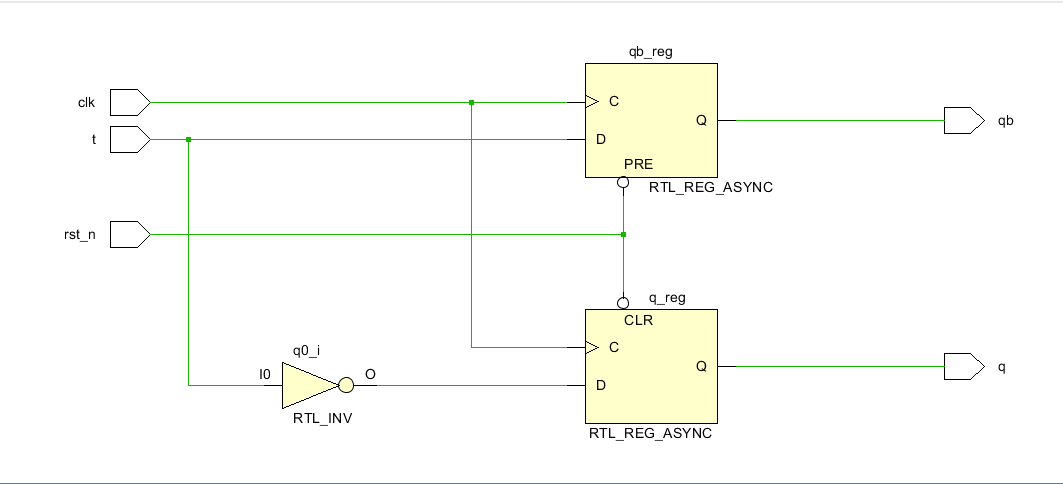 qb_reg
clk
C
Q
qb
t
D
PRE
RTL_REG_ASYNC
rst_n
q_reg
CLR
q0_i
C
I0
O
Q
q
D
RTL_INV
RTL_REG_ASYNC